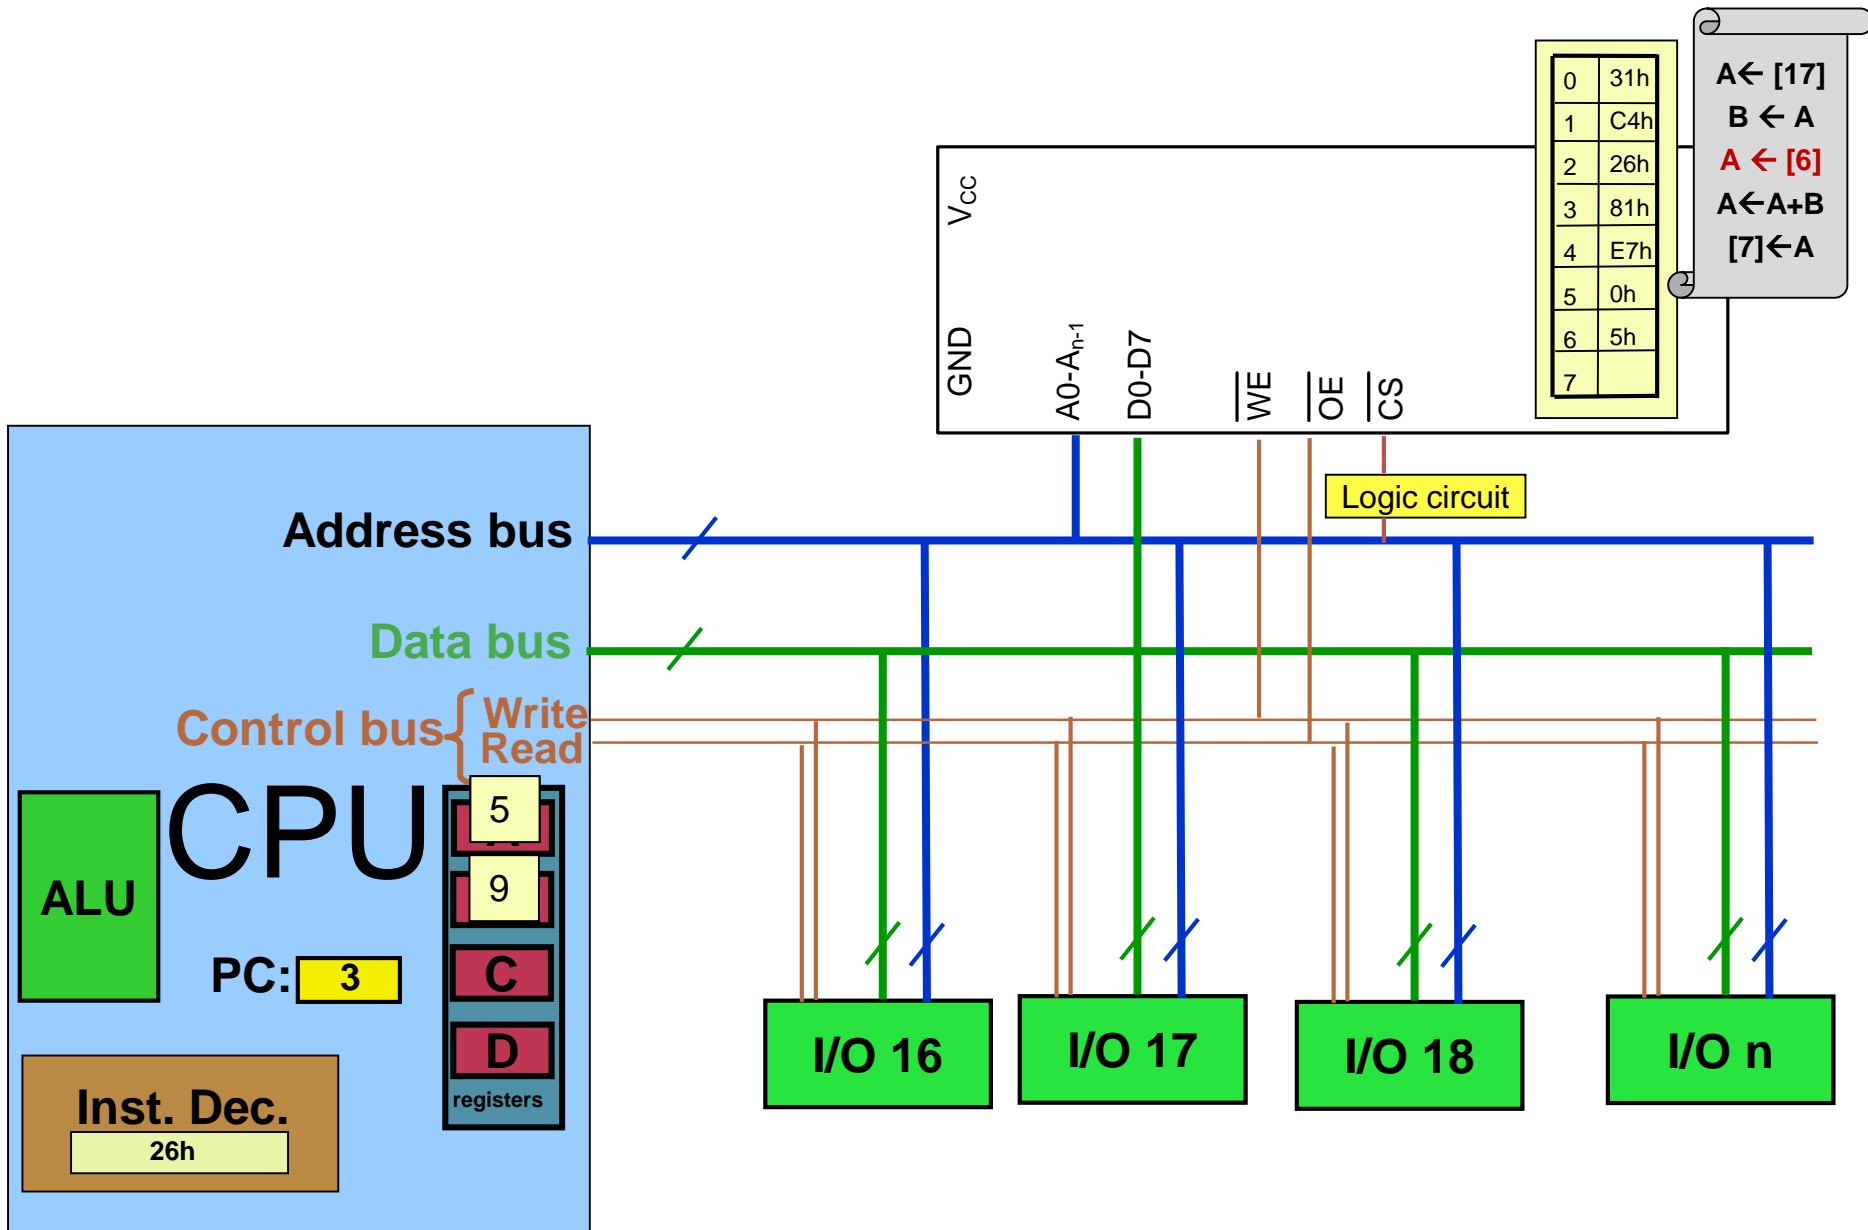 0 31h
1 C4h
2 26h
3 81h
4 E7h
5 0h
6 5h
7
A← [17]
B ← A
A ← [6]
A←A+B
[7]←A
VCC
GND
A0-An-1
D0-D7
WE
OE
CS
Logic circuit
Address bus
Data bus
Control bus
Write
Read
CPU
ALU
5
9
C
D
registers
PC: 3
Inst. Dec.
26h
I/O 16
I/O 17
I/O 18
I/O n